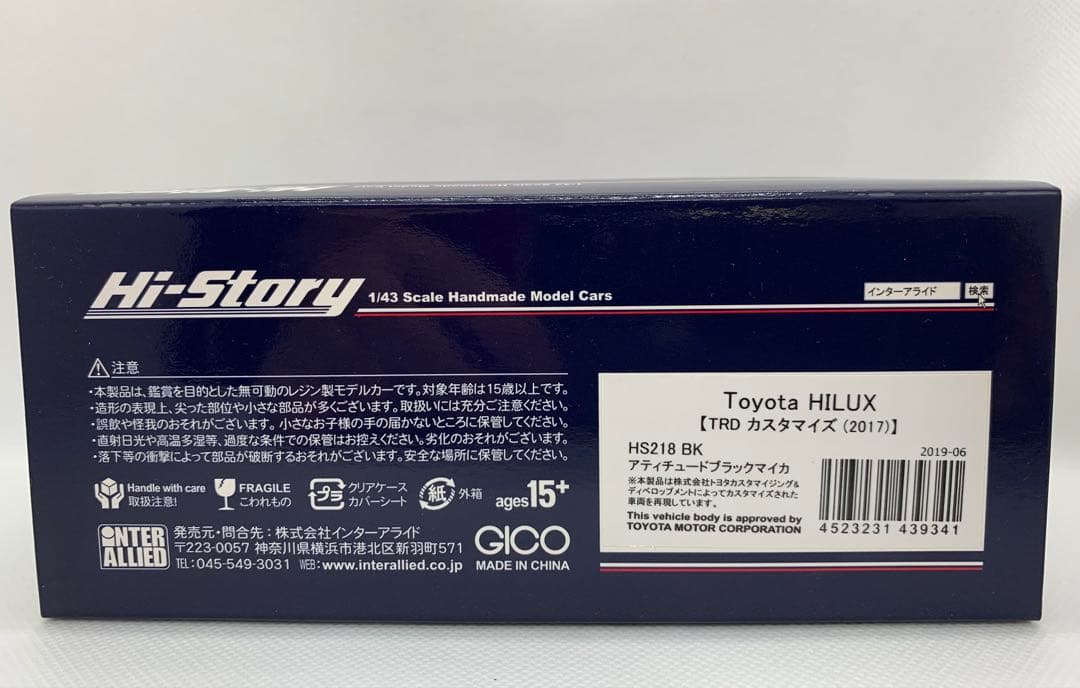 Hi-Story
1/43 Scale Handmade Model Cars
インターアライド 検索
注意
・本製品は、鑑賞を目的とした無可動のレジン製モデルカーです。対象年齢は15歳以上です。
・造形の表現上、尖った部位や小さな部品が多くございます。取扱いには充分ご注意ください。
・誤飲や怪我のおそれがございます。小さなお子様の手の届かないところに保管してください。
・直射日光や高温多湿等、過度な条件での保管はお控えください。劣化のおそれがございます。
・落下等の衝撃によって部品が破断するおそれがございます。安全な場所に保管してください。
Handle with care
取扱注意!
FRAGILE
こわれもの
プラ
クリアケース
カバーシート
紙
外箱
ages15+
INTER
ALLIED
発売元・問合先:株式会社インターアライド
〒223-0057 神奈川県横浜市港北区新羽町571
TEL:045-549-3031 WEB:www.interallied.co.jp
GICO
MADE IN CHINA
Toyota HILUX
【TRD カスタマイズ (2017)】
HS218 BK
2019-06
アティチュードブラックマイカ
※本製品は株式会社トヨタカスタマイジング&
ディベロップメントによってカスタマイズされた
車両を再現しています。
This vehicle body is approved by
TOYOTA MOTOR CORPORATION
4523231 439341